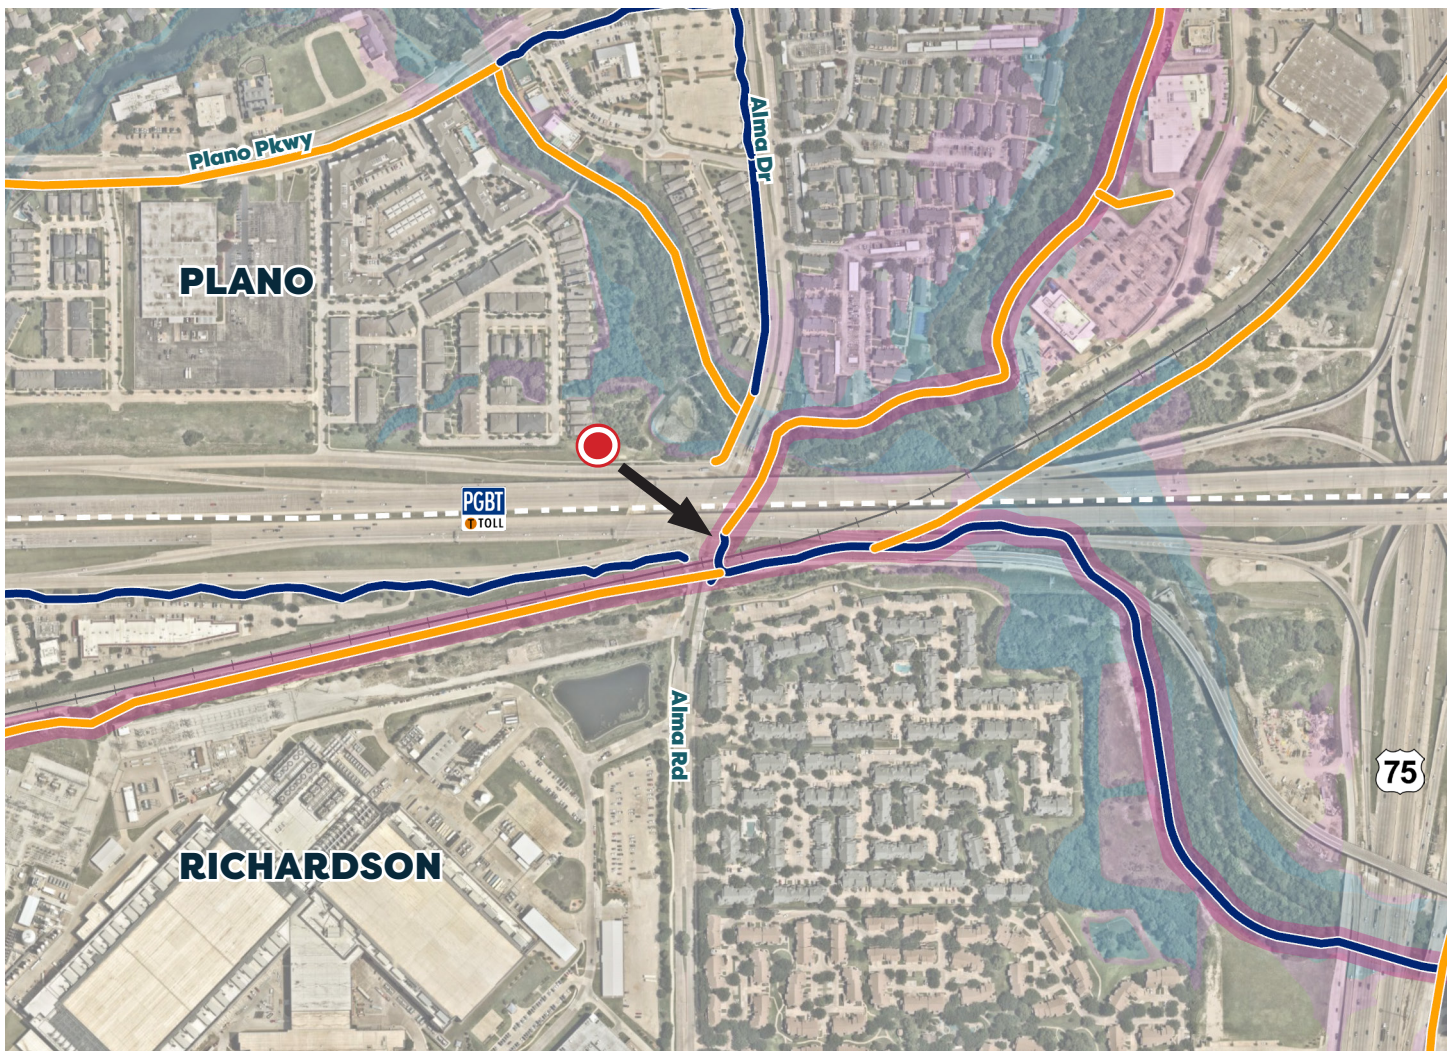 Plano Pkwy
Alma Dr
PLANO
PGBT
T TOLL
Alma Rd
75
RICHARDSON